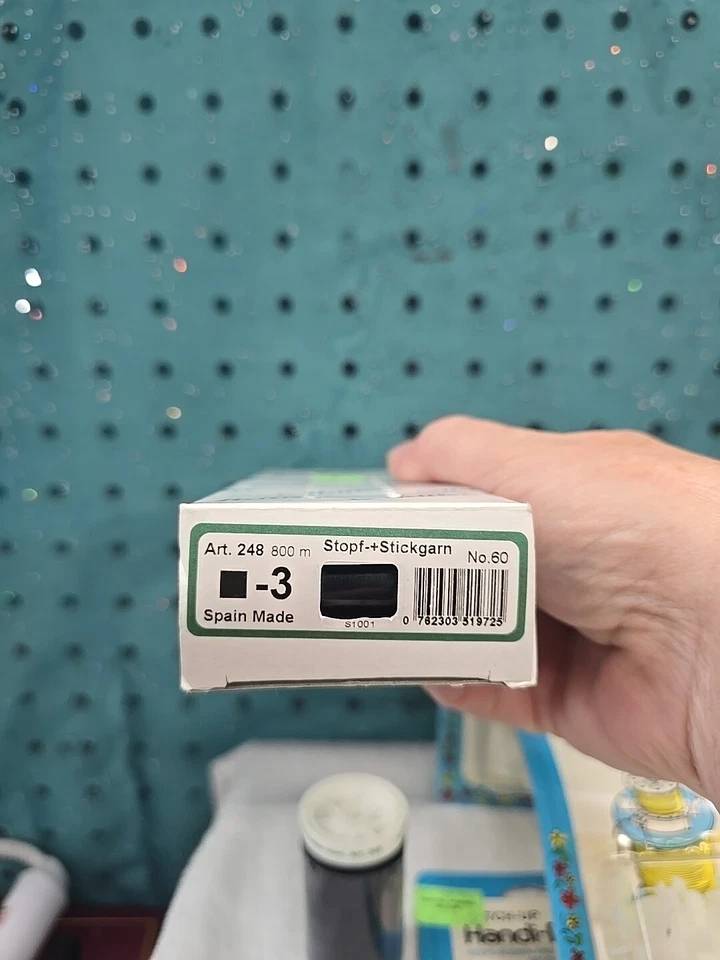 Art. 248 800 m Stopf-+Stickgarn No.60
■-3
Spain Made
S1001
0 762303 519725